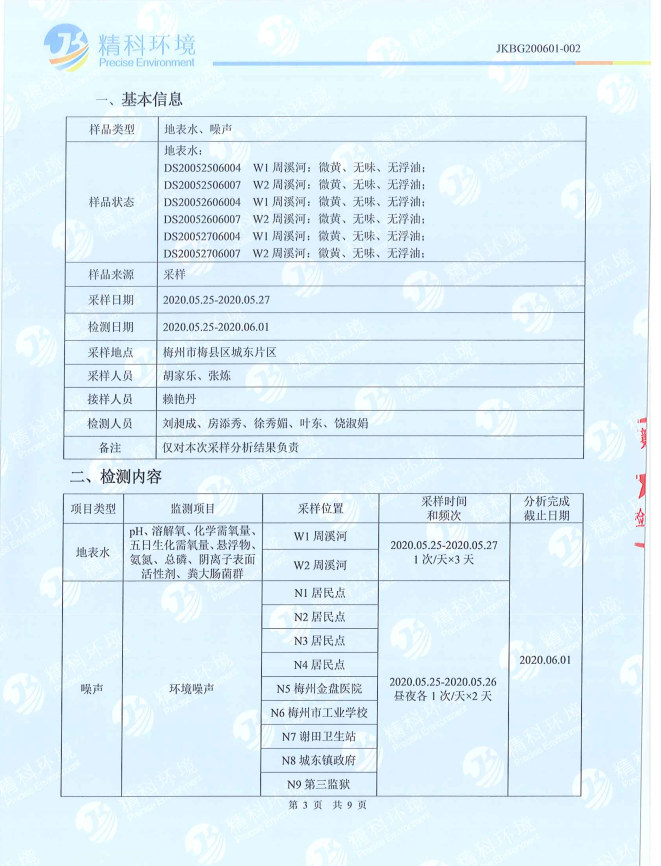 精科环境
Precise Environment
JKBG200601-002
一、基本信息
样品类型 地表水、噪声
样品状态 地表水：
DS20052506004 W1 周溪河：微黄、无味、无浮油；
DS20052506007 W2 周溪河：微黄、无味、无浮油；
DS20052606004 W1 周溪河：微黄、无味、无浮油；
DS20052606007 W2 周溪河：微黄、无味、无浮油；
DS20052706004 W1 周溪河：微黄、无味、无浮油；
DS20052706007 W2 周溪河：微黄、无味、无浮油；
样品来源 采样
采样日期 2020.05.25-2020.05.27
检测日期 2020.05.25-2020.06.01
采样地点 梅州市梅县区城东片区
采样人员 胡家乐、张炼
接样人员 赖艳丹
检测人员 刘昶成、房添秀、徐秀媚、叶东、饶淑娟
备注 仅对本次采样分析结果负责
二、检测内容
项目类型 监测项目 采样位置 采样时间和频次 分析完成截止日期
地表水
pH、溶解氧、化学需氧量、
五日生化需氧量、悬浮物、
氨氮、总磷、阴离子表面
活性剂、粪大肠菌群
W1 周溪河
W2 周溪河
2020.05.25-2020.05.27
1 次/天×3 天
噪声
环境噪声
N1 居民点
N2 居民点
N3 居民点
N4 居民点
N5 梅州金盘医院
N6 梅州市工业学校
N7 谢田卫生站
N8 城东镇政府
N9 第三监狱
2020.05.25-2020.05.26
昼夜各 1 次/天×2 天
2020.06.01
第 3 页 共 9 页